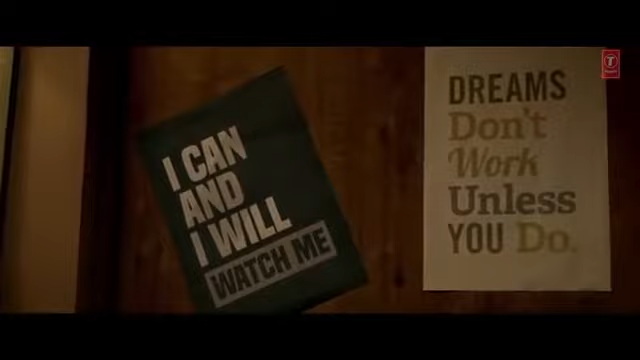 I CAN
AND
I WILL
WATCH ME
DREAMS
Don't
Work
Unless
YOU Do.